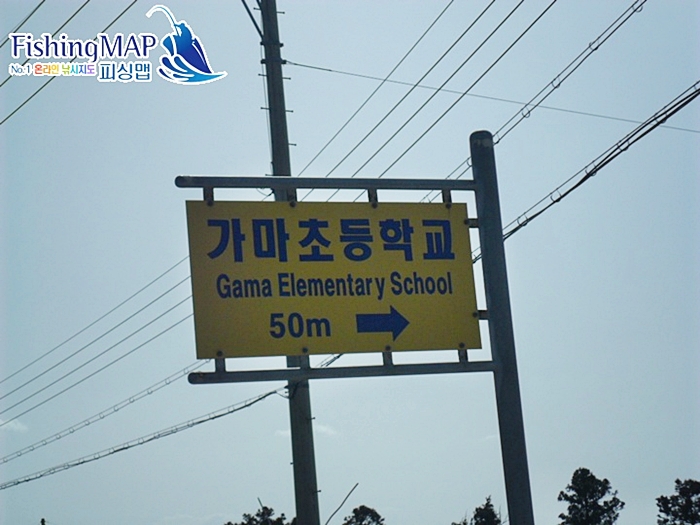 FishingMAP
No.1 온라인 낚시지도 피싱맵
가마초등학교
Gama Elementary School
50m